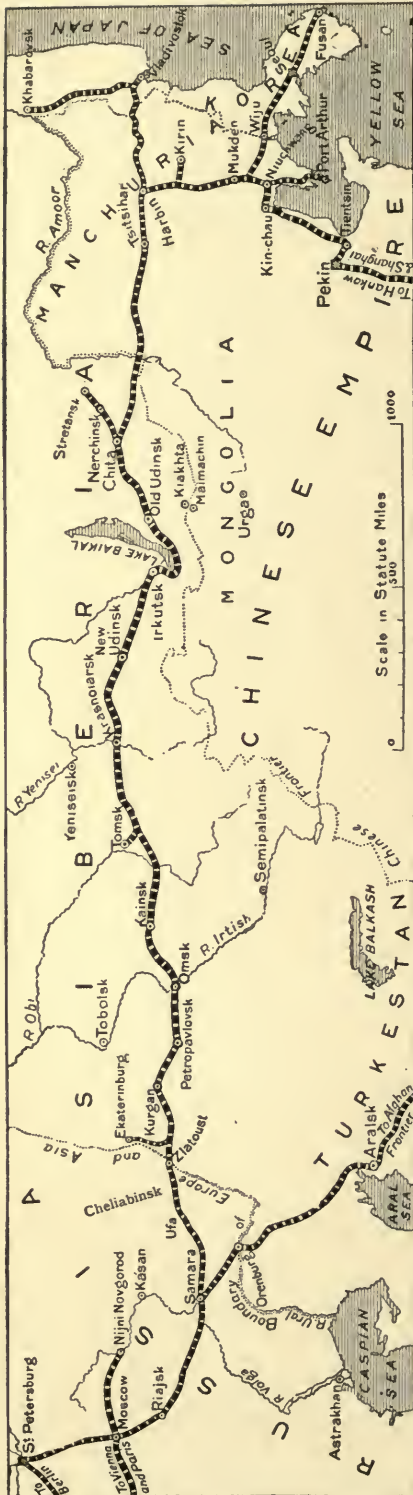 RUSSIA
SIBERIA
St Petersburg
To Berlin
To Vienna
and Paris
Moscow
Nijni Novgorod
Kasan
Riajsk
Samara
Ufa
Cheliabinsk
Zlatoust
Ekaterinburg
Kurgan
Boundary of Europe and Asia
Orenburg
R. Ural
R. Volga
Astrakhan
CASPIAN SEA
ARAL SEA
Aralsk
To Afghan Frontier
TURKESTAN
LAKE BALKASH
Petropavlovsk
Tobolsk
R. Obi
Omsk
R. Irtish
Semipalatinsk
Chinese Frontier
Kainsk
Tomsk
Yeniseisk
R. Yenisei
Krasnoiarsk
New Udinsk
Irkutsk
LAKE BAIKAL
Old Udinsk
Kiakhta
Maimachin
Urga
MONGOLIA
CHINESE EMPIRE
Chita
Nerchinsk
Stretansk
MANCHURIA
R. Amoor
Tsitsihar
Harbin
Kirin
Mukden
Niuchwang
Port Arthur
Kin-chau
Tientsin
Pekin
To Hankow
& Shanghai
Khabarovsk
Vladivostok
SEA OF JAPAN
KOREA
Wiju
Seoul
Fusan
YELLOW SEA
Scale in Statute Miles
0 500 1000